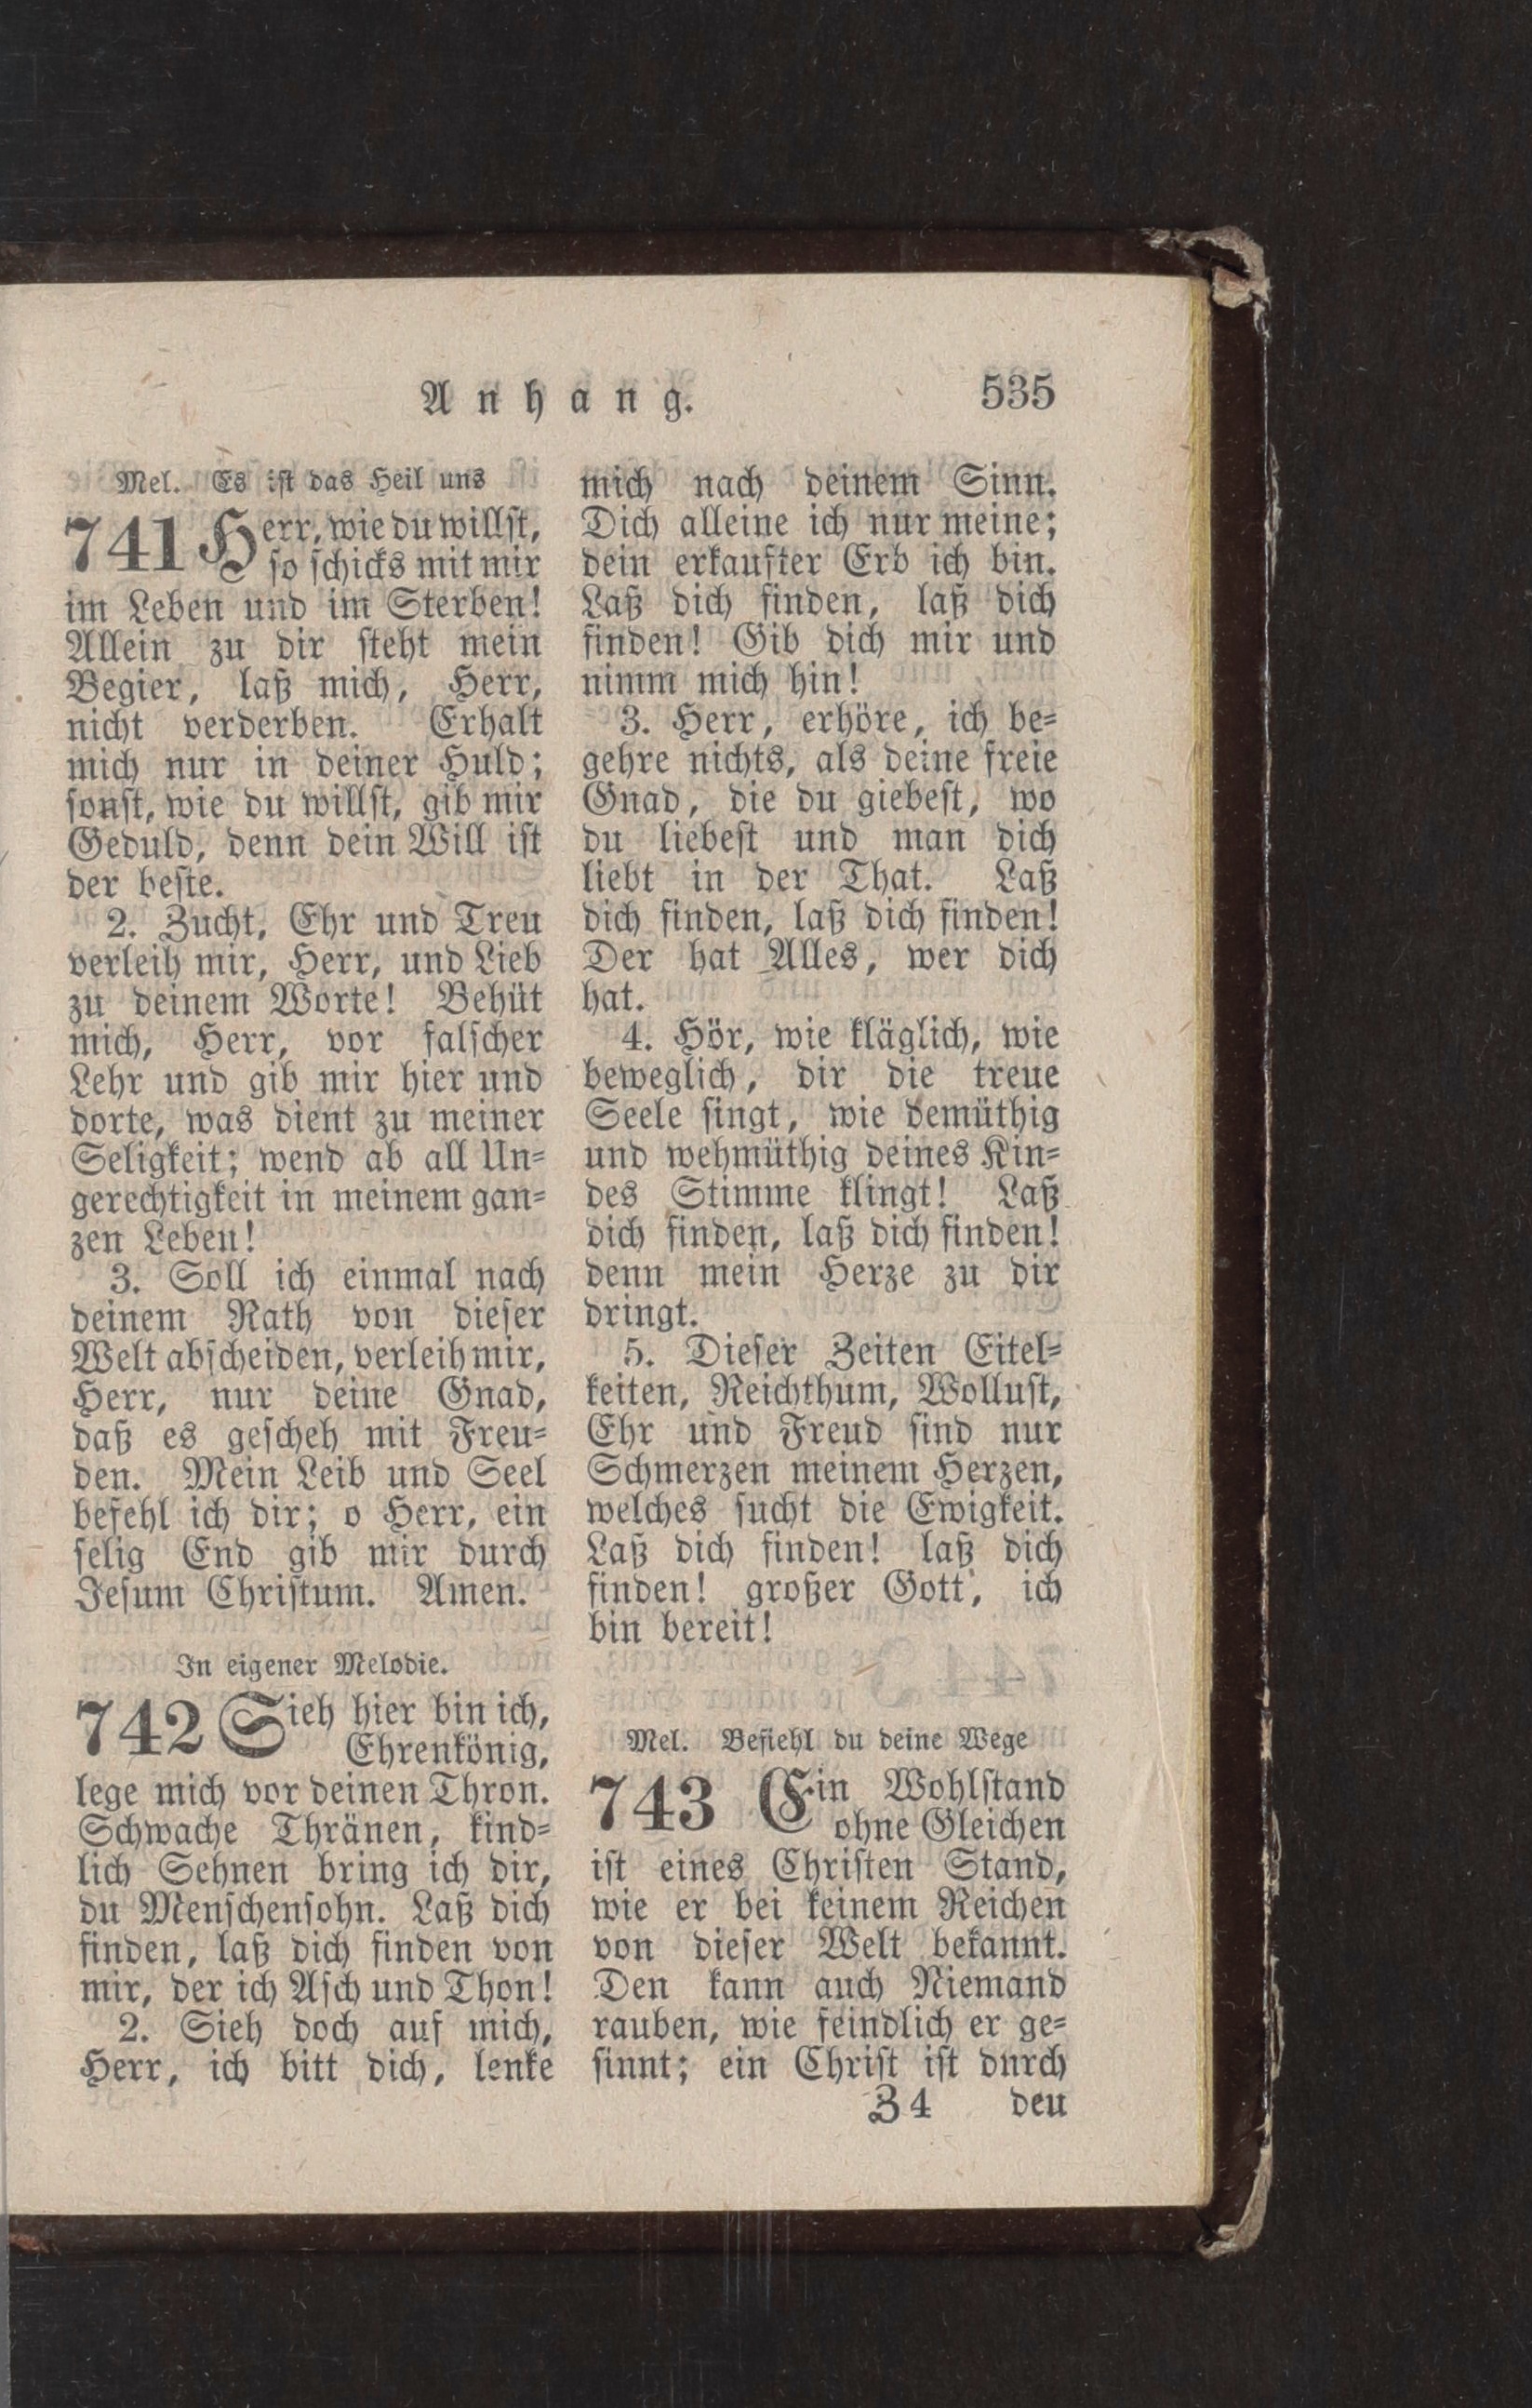 Anhang. 535
Mel. Es ist das Heil uns
741 Herr, wie du willst,
so schicks mit mir
im Leben und im Sterben!
Allein zu dir steht mein
Begier, laß mich, Herr,
nicht verderben. Erhalt
mich nur in deiner Huld;
sonst, wie du willst, gib mir
Geduld, denn dein Will ist
der beste.
2. Zucht, Ehr und Treu
verleih mir, Herr, und Lieb
zu deinem Worte! Behüt
mich, Herr, vor falscher
Lehr und gib mir hier und
dorte, was dient zu meiner
Seligkeit; wend ab all Un-
gerechtigkeit in meinem gan-
zen Leben!
3. Soll ich einmal nach
deinem Rath von dieser
Welt abscheiden, verleih mir,
Herr, nur deine Gnad,
daß es gescheh mit Freu-
den. Mein Leib und Seel
befehl ich dir; o Herr, ein
selig End gib mir durch
Jesum Christum. Amen.
In eigener Melodie.
742 Sieh hier bin ich,
Ehrenkönig,
lege mich vor deinen Thron.
Schwache Thränen, kind-
lich Sehnen bring ich dir,
du Menschensohn. Laß dich
finden, laß dich finden von
mir, der ich Asch und Thon!
2. Sieh doch auf mich,
Herr, ich bitt dich, lenke
mich nach deinem Sinn.
Dich alleine ich nur meine;
dein erkaufter Erb ich bin.
Laß dich finden, laß dich
finden! Gib dich mir und
nimm mich hin!
3. Herr, erhöre, ich be-
gehre nichts, als deine freie
Gnad, die du giebest, wo
du liebest und man dich
liebt in der That. Laß
dich finden, laß dich finden!
Der hat Alles, wer dich
hat.
4. Hör, wie kläglich, wie
beweglich, dir die treue
Seele singt, wie demüthig
und wehmüthig deines Kin-
des Stimme klingt! Laß
dich finden, laß dich finden!
denn mein Herze zu dir
dringt.
5. Dieser Zeiten Eitel-
keiten, Reichthum, Wollust,
Ehr und Freud sind nur
Schmerzen meinem Herzen,
welches sucht die Ewigkeit.
Laß dich finden! laß dich
finden! großer Gott, ich
bin bereit!
Mel. Befiehl du deine Wege
743 Ein Wohlstand
ohne Gleichen
ist eines Christen Stand,
wie er bei keinem Reichen
von dieser Welt bekannt.
Den kann auch Niemand
rauben, wie feindlich er ge-
sinnt; ein Christ ist durch
Z 4 den